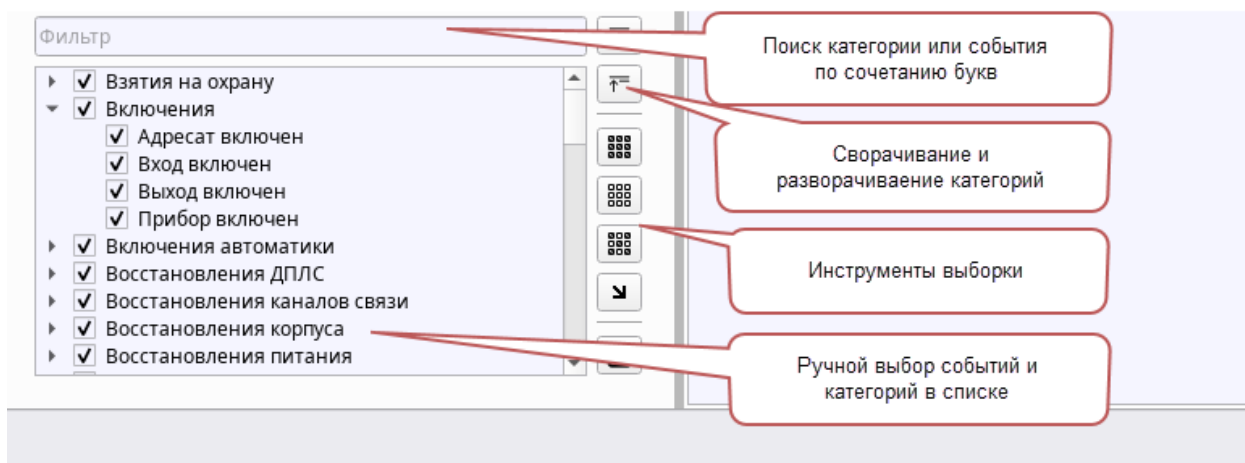 Фильтр
Взятия на охрану
Включения
Адресат включен
Вход включен
Выход включен
Прибор включен
Включения автоматики
Восстановления ДПЛС
Восстановления каналов связи
Восстановления корпуса
Восстановления питания
Поиск категории или события
по сочетанию букв
Сворачивание и
разворачиваение категорий
Инструменты выборки
Ручной выбор событий и
категорий в списке